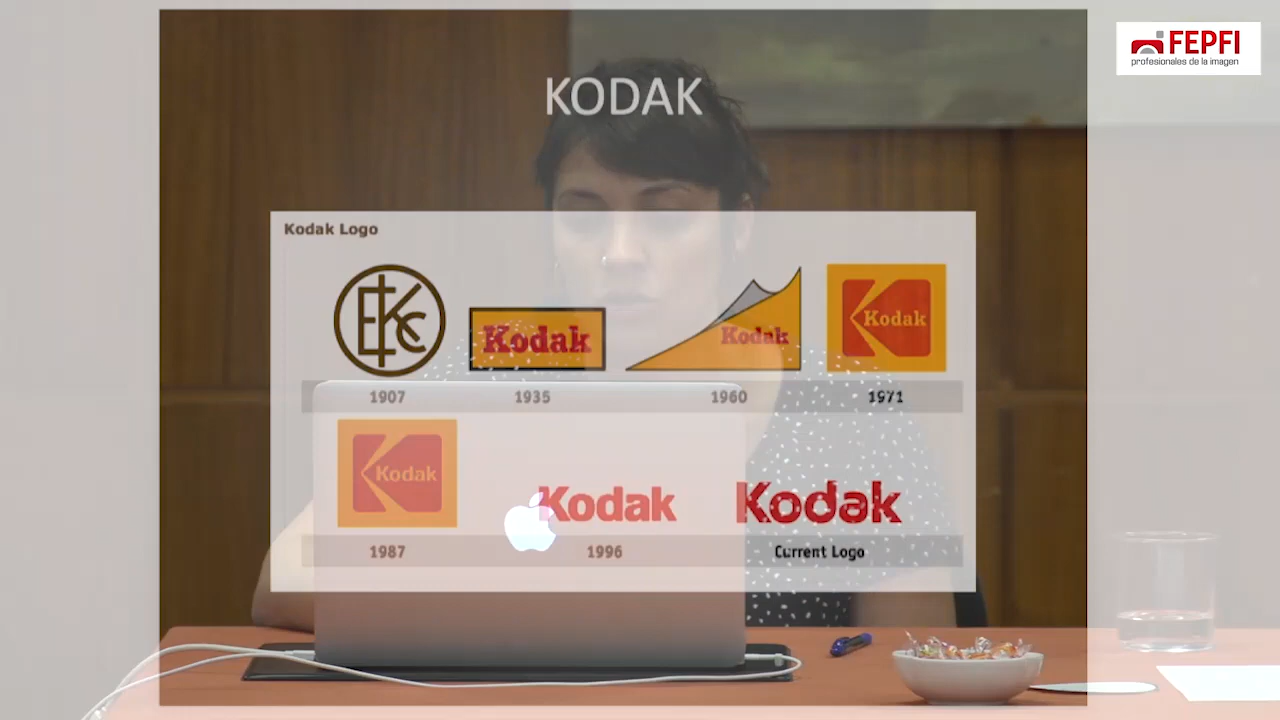 FEPFI
profesionales de la imagen
KODAK
Kodak Logo
EKC
Kodak
Kodak
Kodak
1907
1935
1960
1971
Kodak
Kodak
Kodak
1987
1996
Current Logo